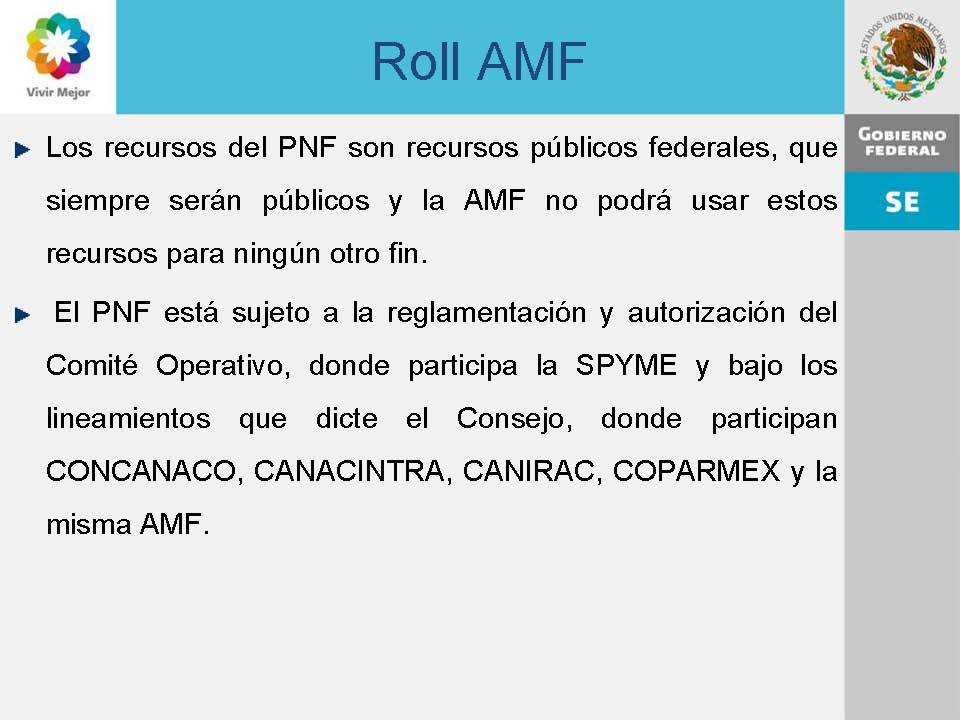 Vivir Mejor
Roll AMF
ESTADOS UNIDOS MEXICANOS
GOBIERNO
FEDERAL
SE
Los recursos del PNF son recursos públicos federales, que
siempre serán públicos y la AMF no podrá usar estos
recursos para ningún otro fin.
El PNF está sujeto a la reglamentación y autorización del
Comité Operativo, donde participa la SPYME y bajo los
lineamientos que dicte el Consejo, donde participan
CONCANACO, CANACINTRA, CANIRAC, COPARMEX y la
misma AMF.